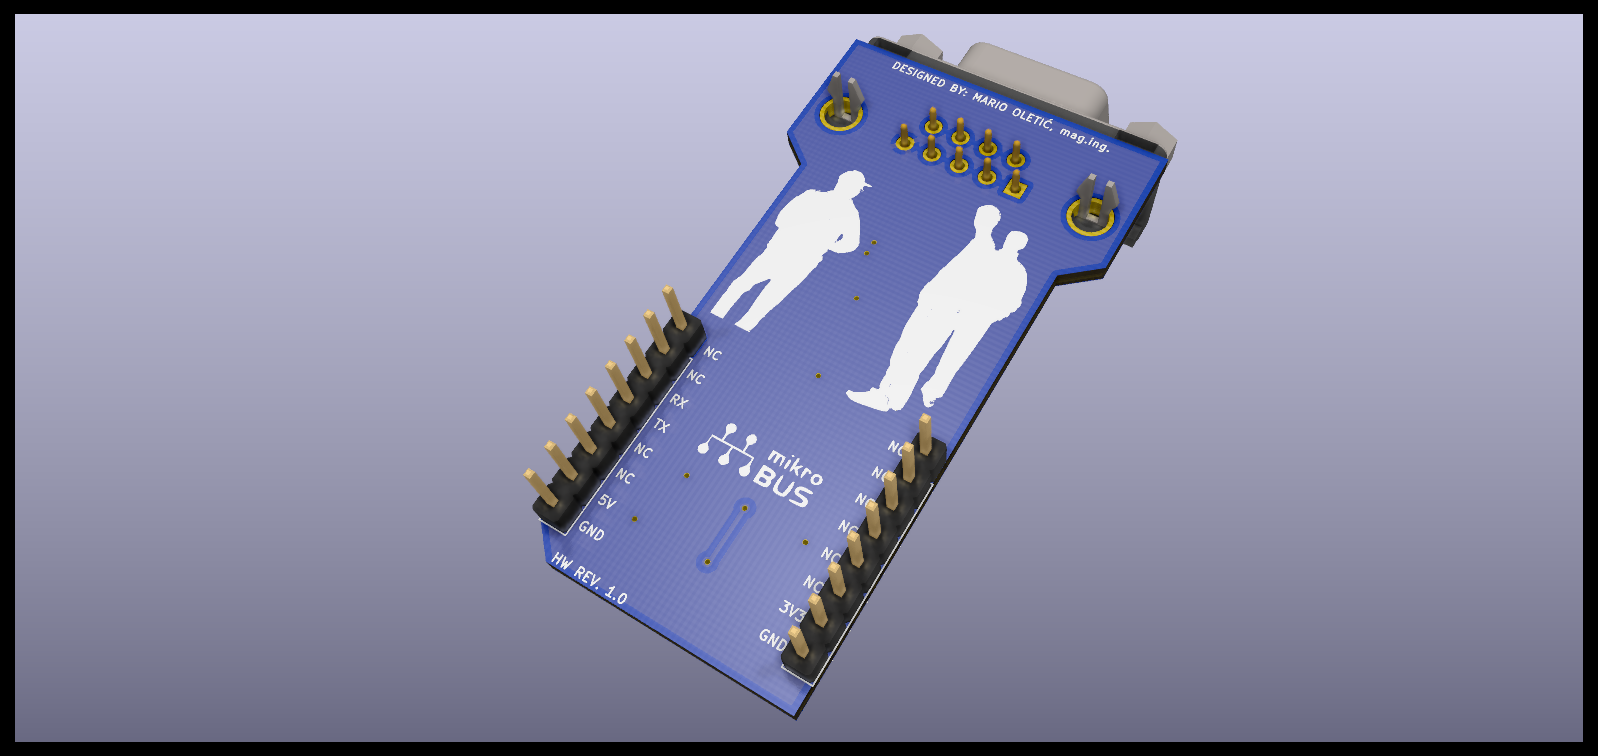 DESIGNED BY: MARIO OLETIĆ, mag.ing.
NC
NC
RX
TX
NC
NC
5V
GND
mikro
BUS
NC
NC
NC
NC
NC
NC
3V3
GND
HW REV. 1.0